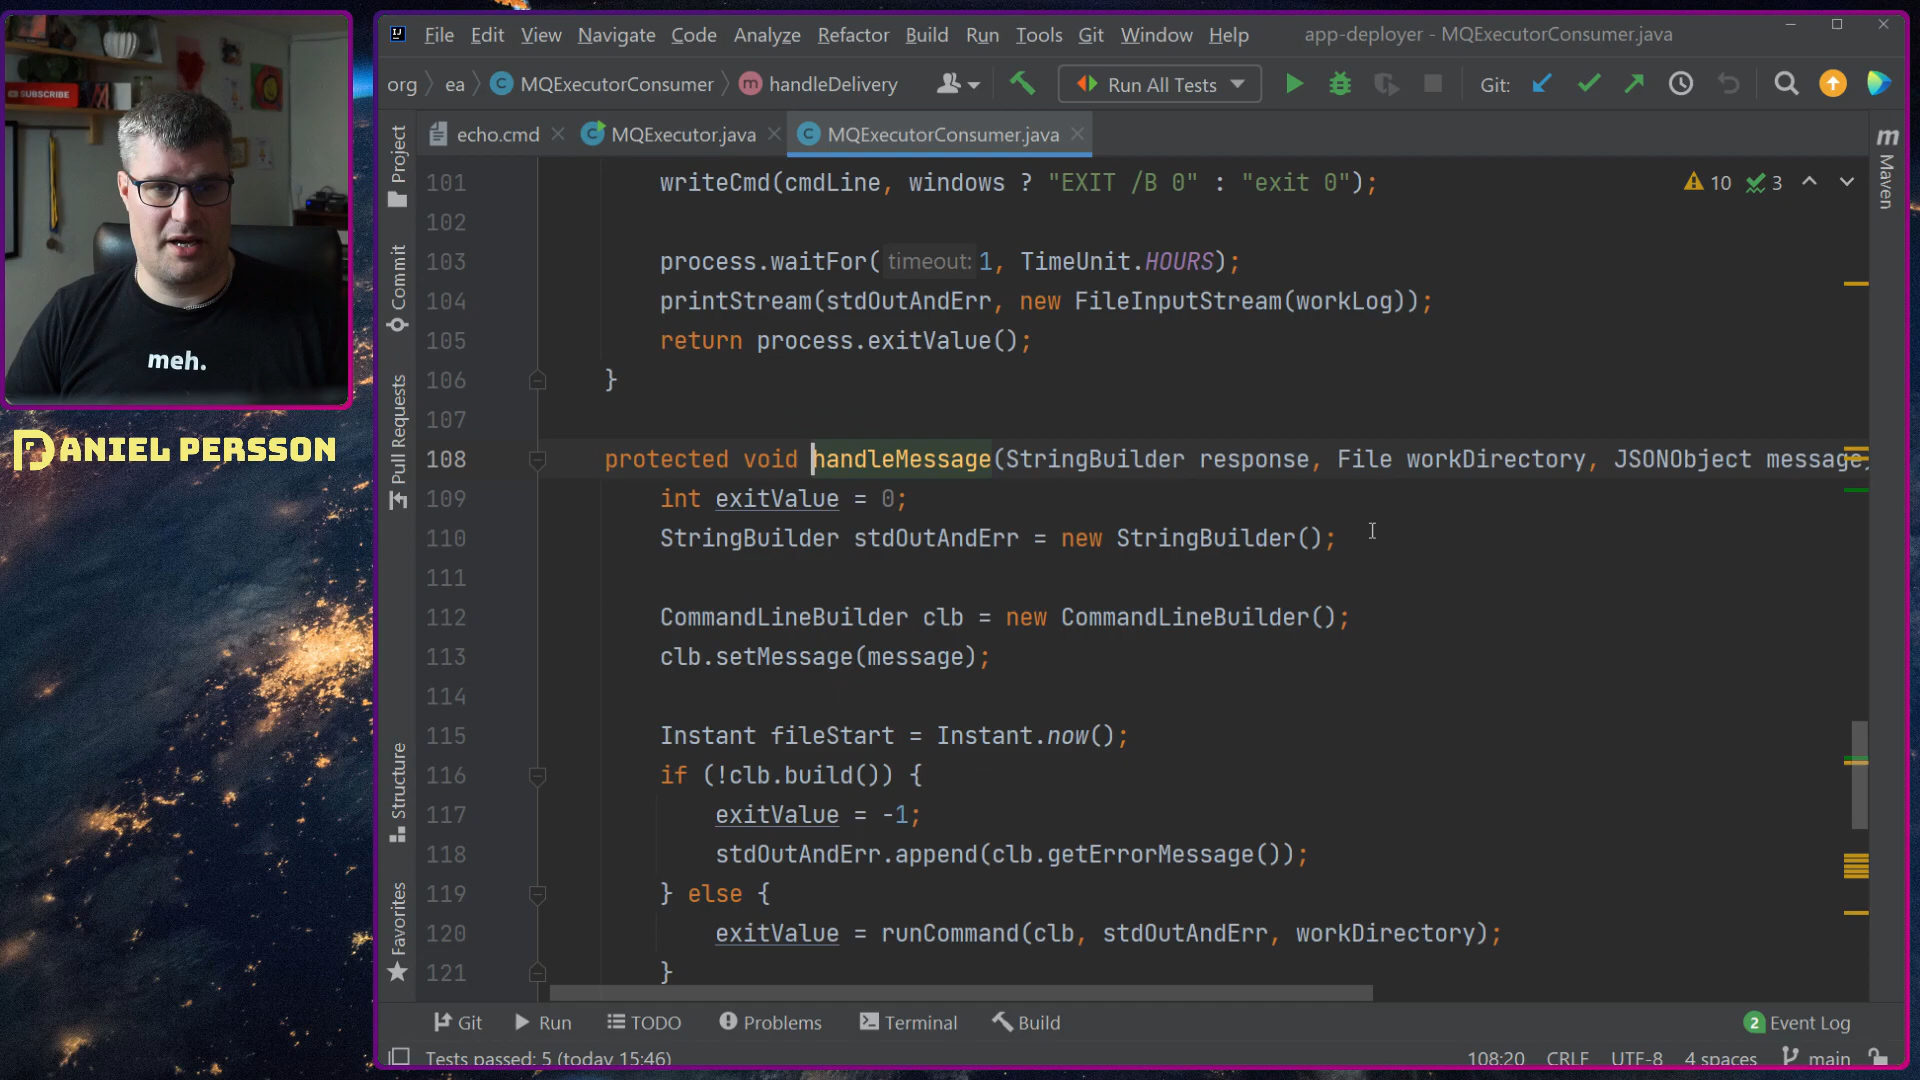 SUBSCRIBE
meh.
DANIEL PERSSON
File Edit View Navigate Code Analyze Refactor Build Run Tools Git Window Help app-deployer - MQExecutorConsumer.java
org ea MQExecutorConsumer handleDelivery Run All Tests Git:
echo.cmd MQExecutor.java MQExecutorConsumer.java
Project
Commit
Pull Requests
Structure
Favorites
Maven
10 3
101 writeCmd(cmdLine, windows ? "EXIT /B 0" : "exit 0");
102
103 process.waitFor( timeout: 1, TimeUnit.HOURS);
104 printStream(stdOutAndErr, new FileInputStream(workLog));
105 return process.exitValue();
106 }
107
108 protected void handleMessage(StringBuilder response, File workDirectory, JSONObject message,
109 int exitValue = 0;
110 StringBuilder stdOutAndErr = new StringBuilder();
111
112 CommandLineBuilder clb = new CommandLineBuilder();
113 clb.setMessage(message);
114
115 Instant fileStart = Instant.now();
116 if (!clb.build()) {
117 exitValue = -1;
118 stdOutAndErr.append(clb.getErrorMessage());
119 } else {
120 exitValue = runCommand(clb, stdOutAndErr, workDirectory);
121 }
Git Run TODO Problems Terminal Build 2 Event Log
Tests passed: 5 (today 15:46) 108:20 CRLF UTF-8 4 spaces main